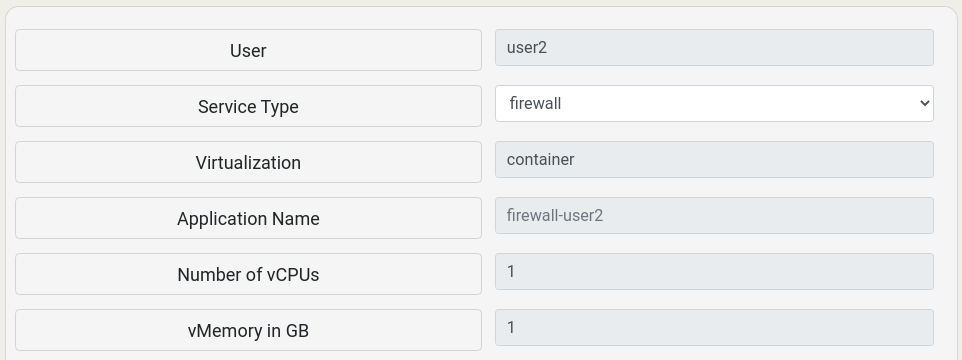 User user2
Service Type firewall
Virtualization container
Application Name firewall-user2
Number of vCPUs 1
vMemory in GB 1